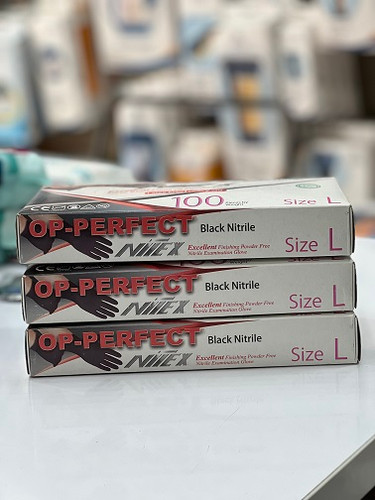 100
OP-PERFECT
Black Nitrile
NITEX
Excellent Finishing Powder Free
Nitrile Examination Glove
Size L
OP-PERFECT
Black Nitrile
NITEX
Excellent Finishing Powder Free
Nitrile Examination Glove
Size L
OP-PERFECT
Black Nitrile
NITEX
Excellent Finishing Powder Free
Nitrile Examination Glove
Size L